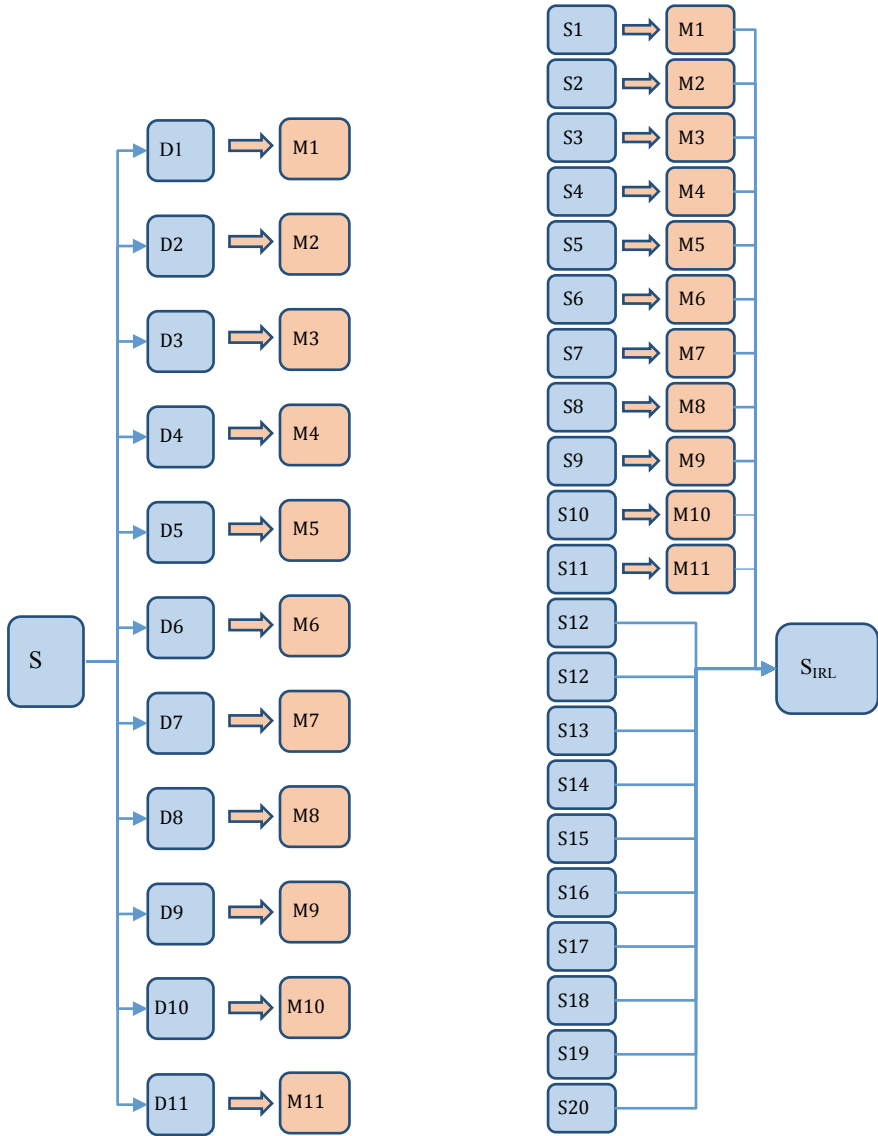 S
D1 M1
D2 M2
D3 M3
D4 M4
D5 M5
D6 M6
D7 M7
D8 M8
D9 M9
D10 M10
D11 M11
S1 M1
S2 M2
S3 M3
S4 M4
S5 M5
S6 M6
S7 M7
S8 M8
S9 M9
S10 M10
S11 M11
S12
S12
S13
S14
S15
S16
S17
S18
S19
S20
SIRL